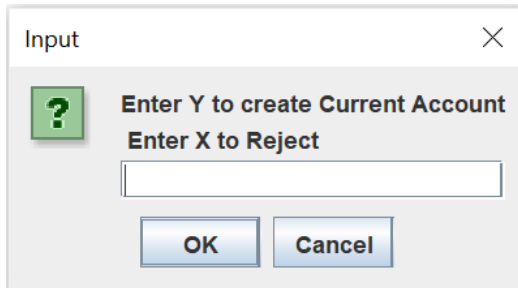 Input
Enter Y to create Current Account
Enter X to Reject
OK
Cancel